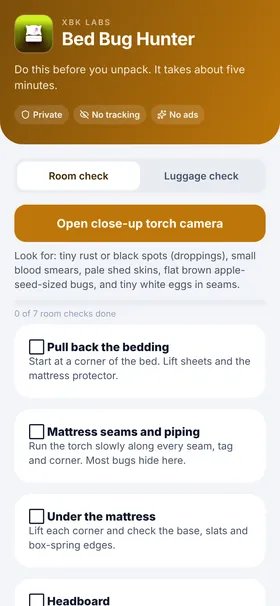 XBK LABS
Bed Bug Hunter
Do this before you unpack. It takes about five
minutes.
Private
No tracking
No ads
Room check
Luggage check
Open close-up torch camera
Look for: tiny rust or black spots (droppings), small
blood smears, pale shed skins, flat brown apple-
seed-sized bugs, and tiny white eggs in seams.
0 of 7 room checks done
Pull back the bedding
Start at a corner of the bed. Lift sheets and the
mattress protector.
Mattress seams and piping
Run the torch slowly along every seam, tag
and corner. Most bugs hide here.
Under the mattress
Lift each corner and check the base, slats and
box-spring edges.
Headboard